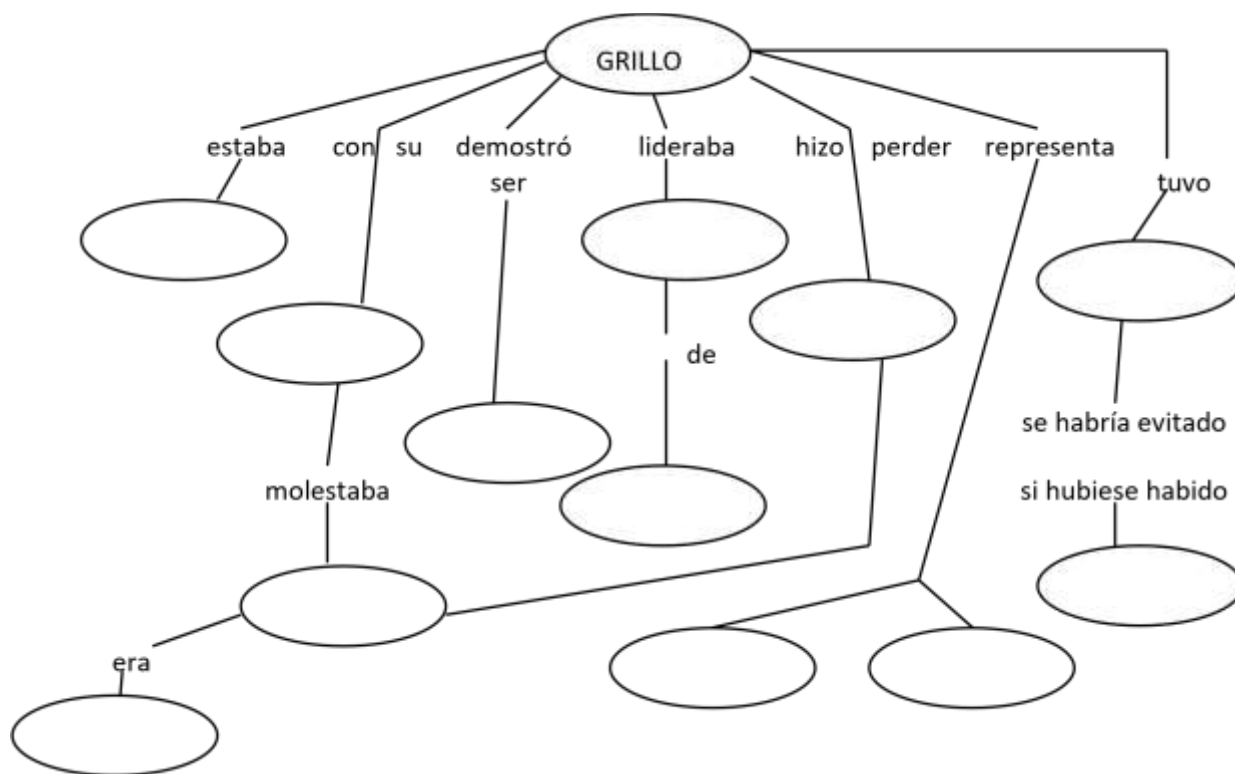 GRILLO
estaba con su demostró lideraba hizo perder representa
ser tuvo
de
se habría evitado
molestaba si hubiese habido
era